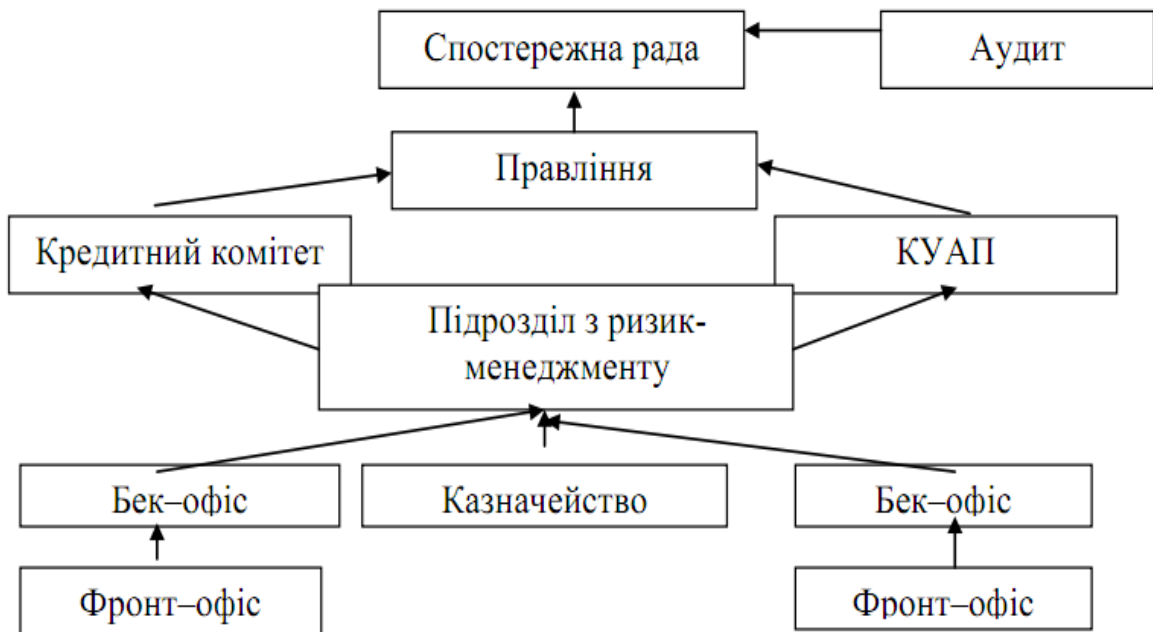 Спостережна рада
Аудит
Правління
Кредитний комітет
КУАП
Підрозділ з ризик-
менеджменту
Бек–офіс
Казначейство
Бек–офіс
Фронт–офіс
Фронт–офіс